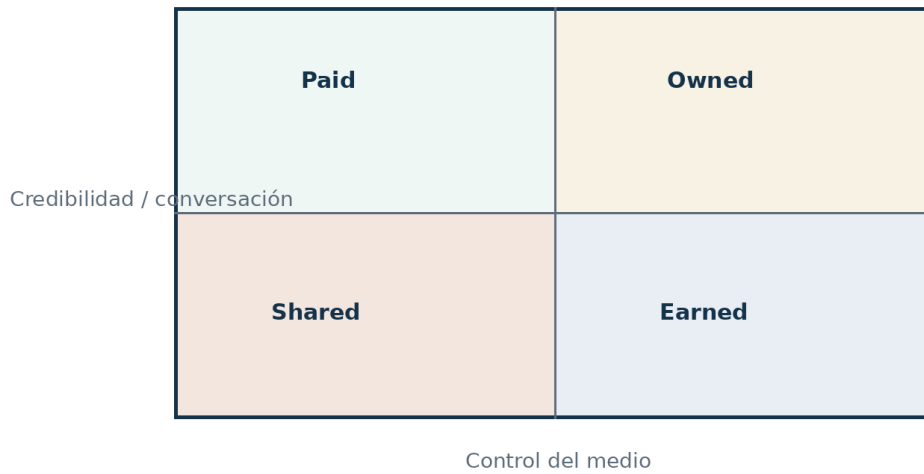 Paid
Owned
Credibilidad / conversación
Shared
Earned
Control del medio